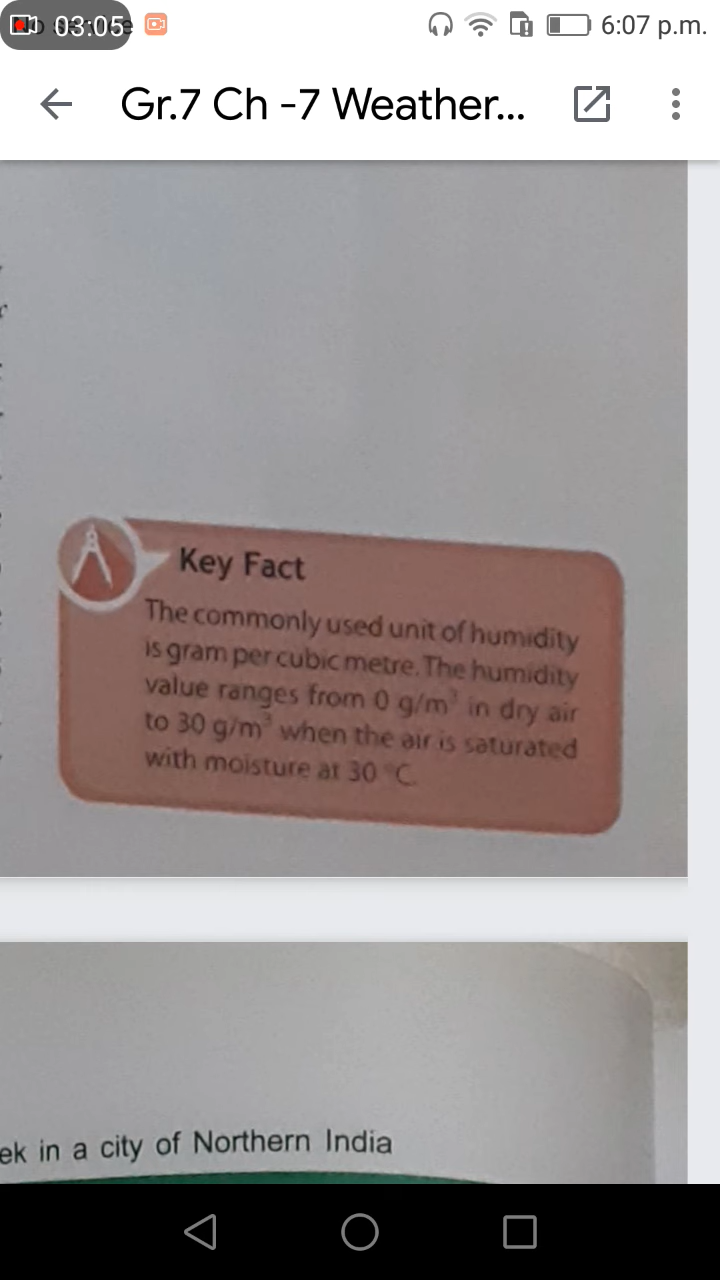 03:05
6:07 p.m.
Gr.7 Ch -7 Weather...
Key Fact
The commonly used unit of humidity
is gram per cubic metre. The humidity
value ranges from 0 g/m³ in dry air
to 30 g/m³ when the air is saturated
with moisture at 30 °C.
ek in a city of Northern India